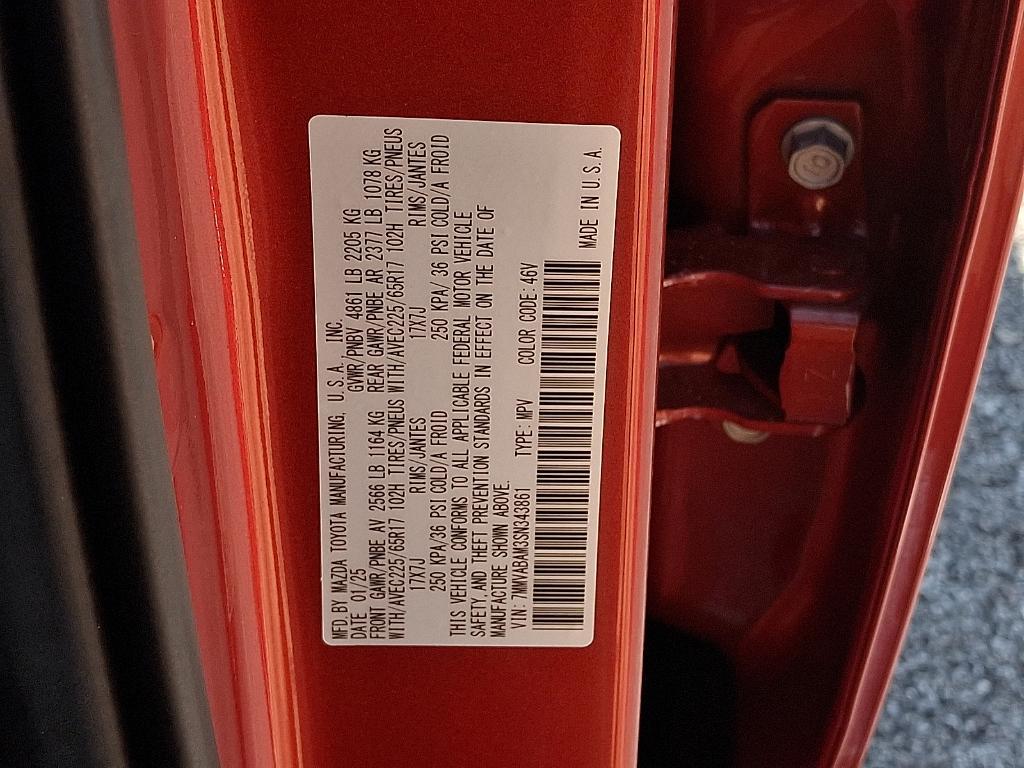 MFD.BY MAZDA TOYOTA MANUFACTURING, U.S.A. INC.
DATE 01/25 GVWR/PNBV 4861 LB 2205 KG
FRONT GAWR/PNBE AV 2566 LB 1164 KG REAR GAWR/PNBE AR 2377 LB 1078 KG
WITH/AVEC225/65R17 102H TIRES/PNEUS WITH/AVEC225/65R17 102H TIRES/PNEUS
17X7J RIMS/JANTES 17X7J RIMS/JANTES
250 KPA/36 PSI COLD/A FROID 250 KPA/36 PSI COLD/A FROID
THIS VEHICLE CONFORMS TO ALL APPLICABLE FEDERAL MOTOR VEHICLE
SAFETY, AND THEFT PREVENTION STANDARDS IN EFFECT ON THE DATE OF
MANUFACTURE SHOWN ABOVE.
VIN: 7MMVABAM3SN343861 TYPE: MPV COLOR CODE: 46V
MADE IN U.S.A.
Z